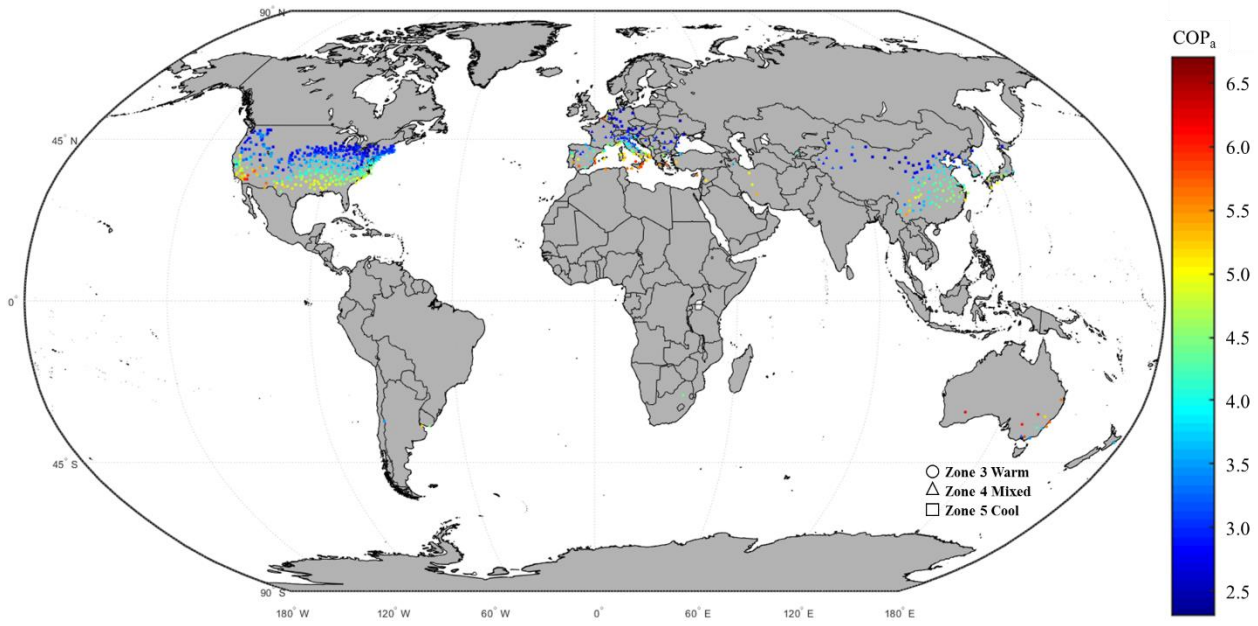 90° N
COPₐ
6.5
6.0
5.5
5.0
4.5
4.0
3.5
3.0
2.5
45° N
0°
45° S
90° S
○ Zone 3 Warm
△ Zone 4 Mixed
□ Zone 5 Cool
180° W
120° W
60° W
0°
60° E
120° E
180° E